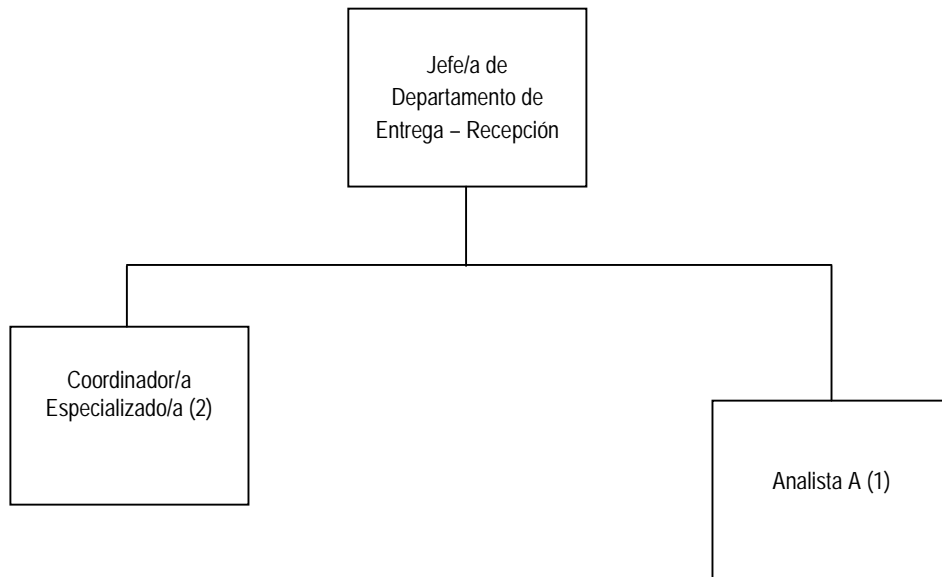 Jefe/a de
Departamento de
Entrega – Recepción
Coordinador/a
Especializado/a (2)
Analista A (1)